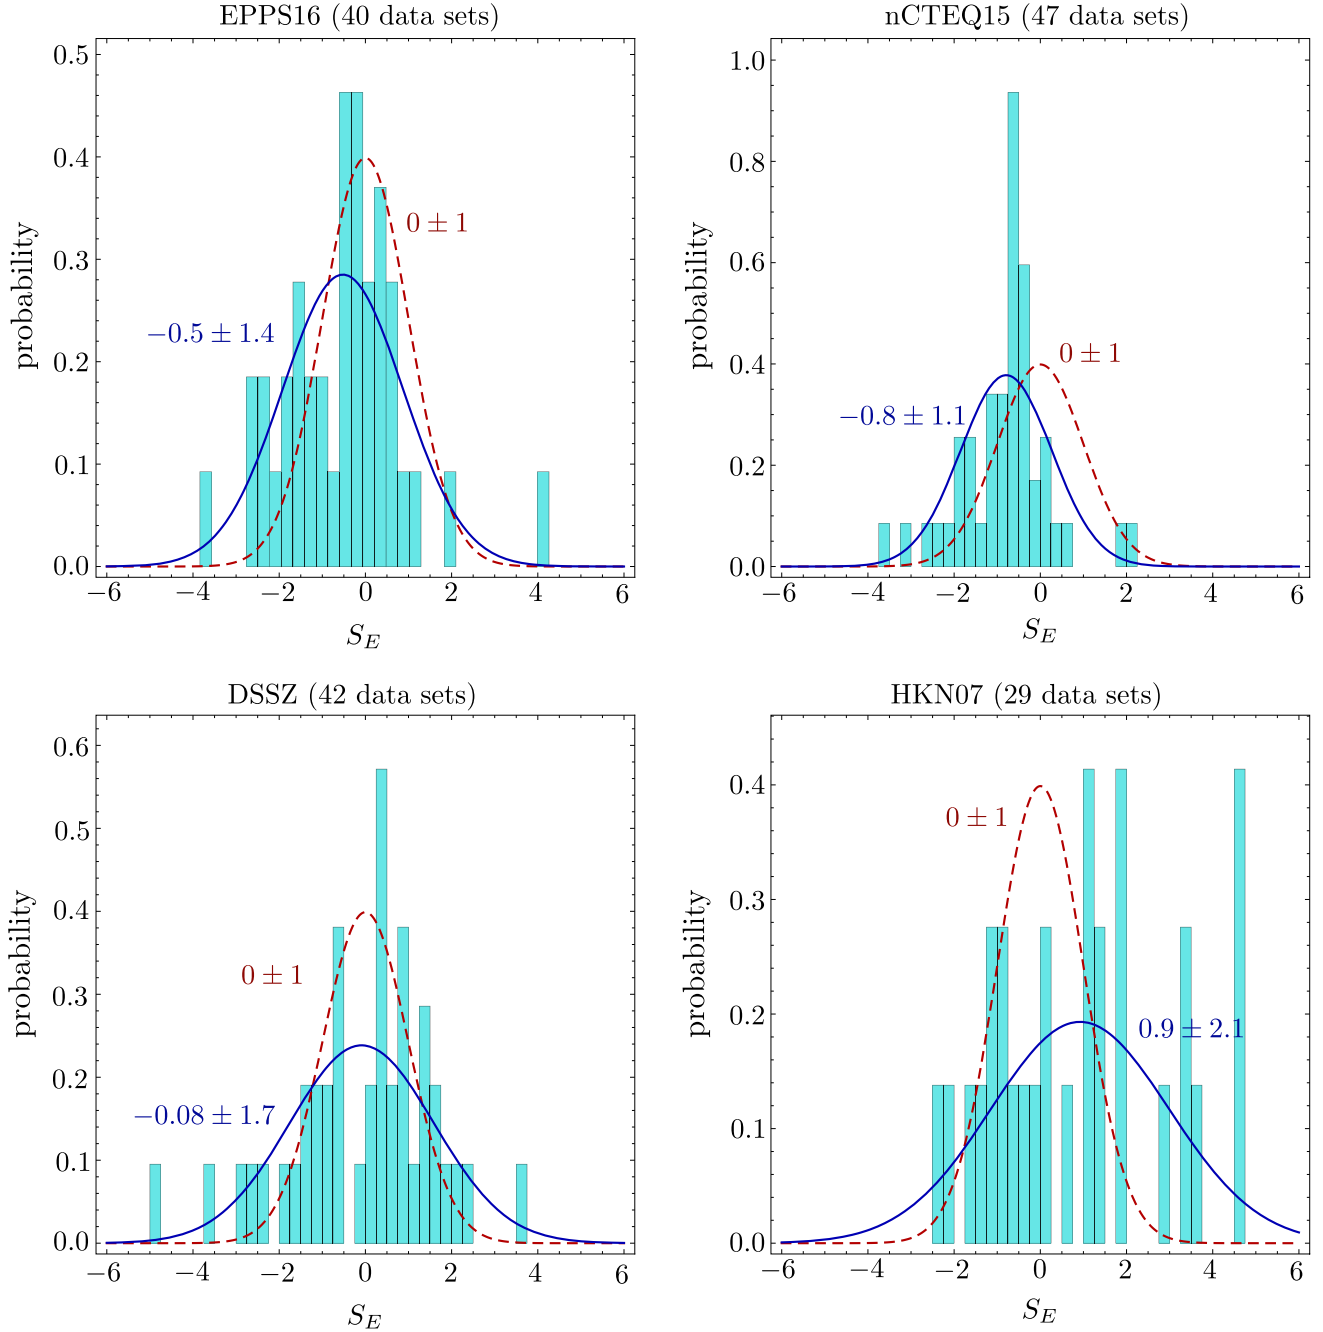 EPPS16 (40 data sets)
0.5
0.4
0.3
0.2
0.1
0.0
probability
0 ± 1
−0.5 ± 1.4
−6 −4 −2 0 2 4 6
S_E
nCTEQ15 (47 data sets)
1.0
0.8
0.6
0.4
0.2
0.0
probability
0 ± 1
−0.8 ± 1.1
−6 −4 −2 0 2 4 6
S_E
DSSZ (42 data sets)
0.6
0.5
0.4
0.3
0.2
0.1
0.0
probability
0 ± 1
−0.08 ± 1.7
−6 −4 −2 0 2 4 6
S_E
HKN07 (29 data sets)
0.4
0.3
0.2
0.1
0.0
probability
0 ± 1
0.9 ± 2.1
−6 −4 −2 0 2 4 6
S_E